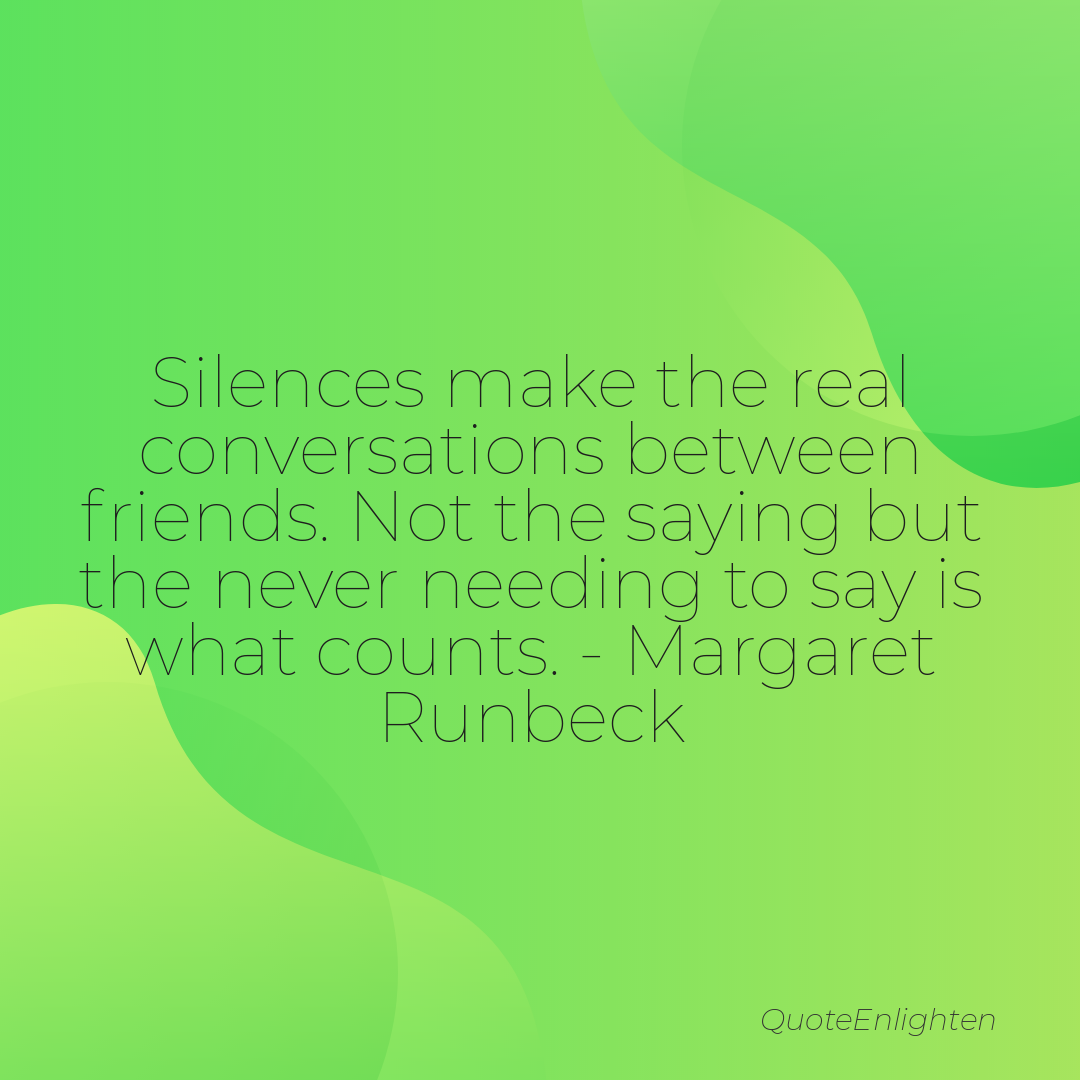 Silences make the real
conversations between
friends. Not the saying but
the never needing to say is
what counts. - Margaret
Runbeck
QuoteEnlighten